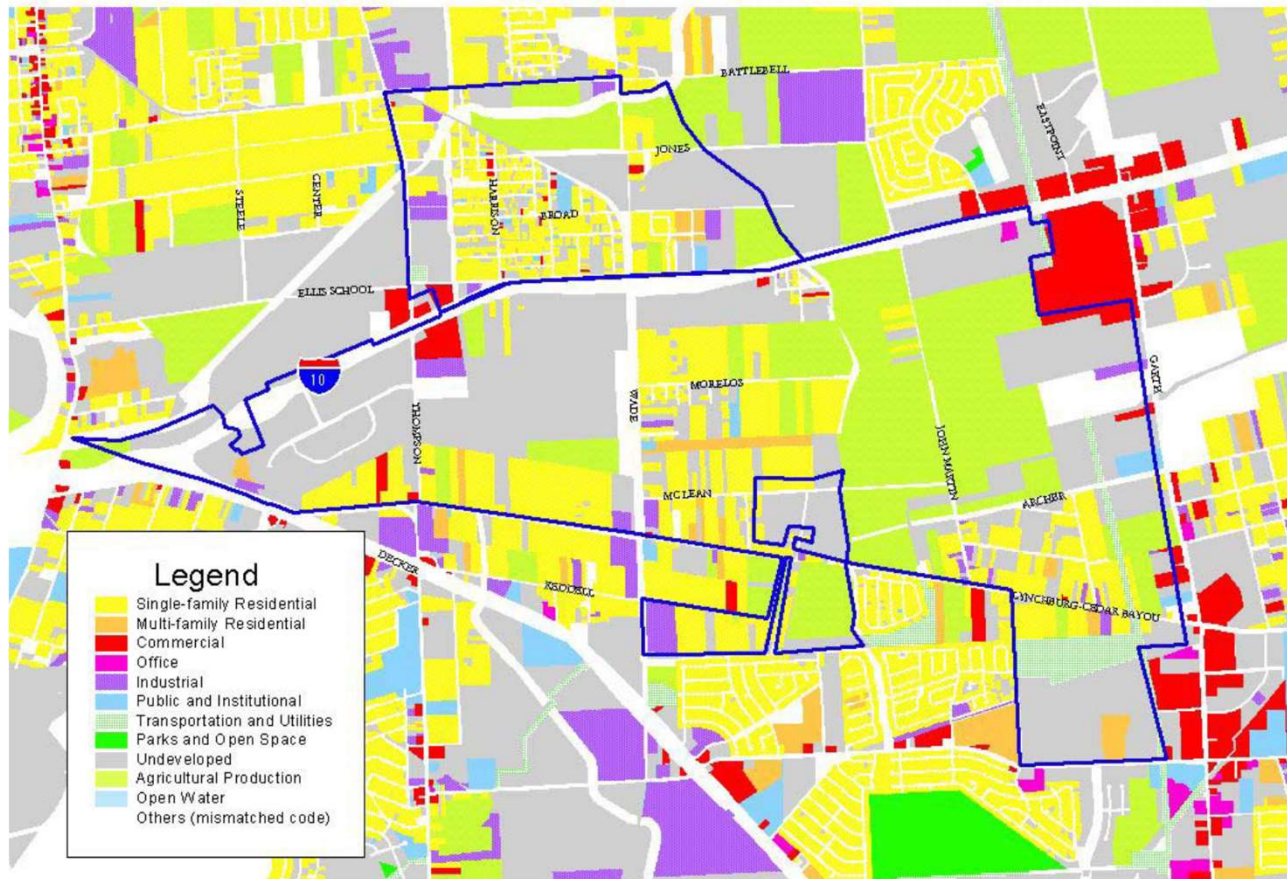 BATTLEBELL
EASTPOINT
JONES
STEELE
CENTER
HARRISON
BROAD
ELLIS SCHOOL
10
MORELOS
GARTH
THOMPSON
WADE
JOHN MARTIN
MCLEAN
ARCHER
DECKER
KEDDELL
LYNCHBURG-CEDAR BAYOU
Legend
Single-family Residential
Multi-family Residential
Commercial
Office
Industrial
Public and Institutional
Transportation and Utilities
Parks and Open Space
Undeveloped
Agricultural Production
Open Water
Others (mismatched code)